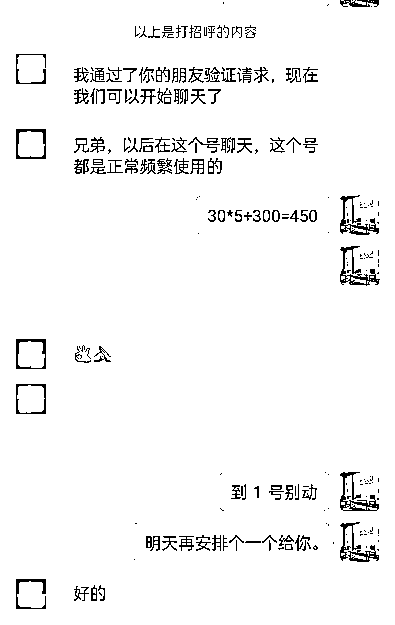 以上是打招呼的内容
我通过了你的朋友验证请求，现在
我们可以开始聊天了
兄弟，以后在这个号聊天，这个号
都是正常频繁使用的
30*5+300=450
到 1 号别动
明天再安排个一个给你。
好的